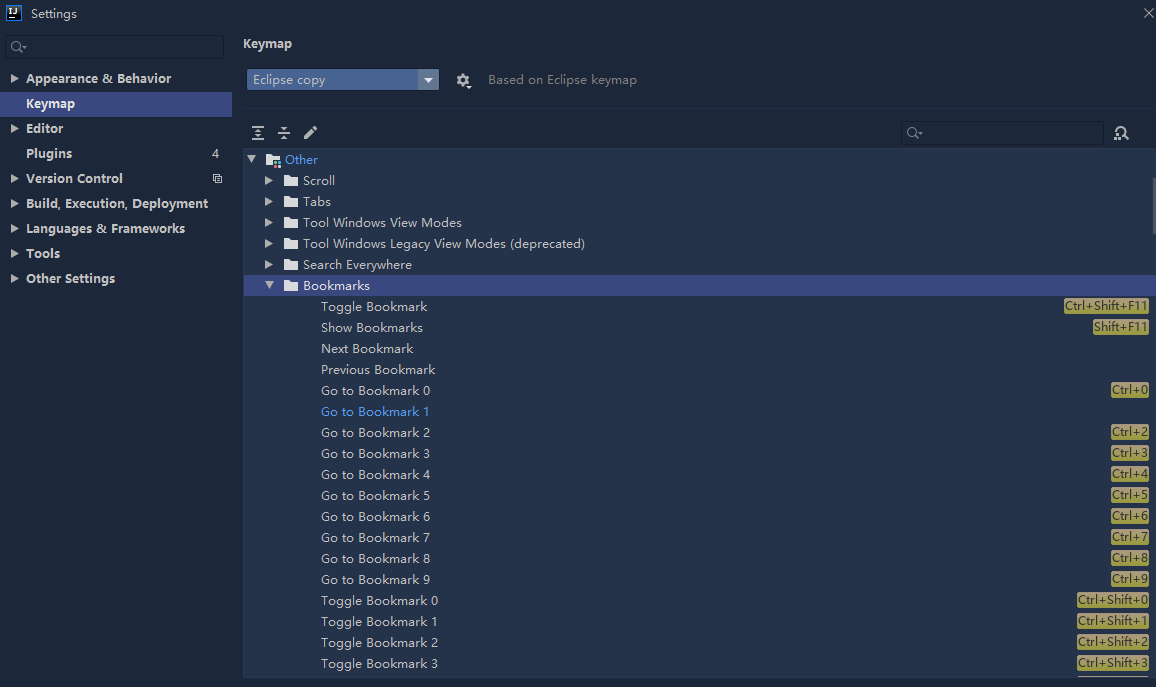 IJ Settings
Keymap
Eclipse copy Based on Eclipse keymap
Appearance & Behavior
Keymap
Editor
Plugins 4
Version Control
Build, Execution, Deployment
Languages & Frameworks
Tools
Other Settings
Other
Scroll
Tabs
Tool Windows View Modes
Tool Windows Legacy View Modes (deprecated)
Search Everywhere
Bookmarks
Toggle Bookmark Ctrl+Shift+F11
Show Bookmarks Shift+F11
Next Bookmark
Previous Bookmark
Go to Bookmark 0 Ctrl+0
Go to Bookmark 1
Go to Bookmark 2 Ctrl+2
Go to Bookmark 3 Ctrl+3
Go to Bookmark 4 Ctrl+4
Go to Bookmark 5 Ctrl+5
Go to Bookmark 6 Ctrl+6
Go to Bookmark 7 Ctrl+7
Go to Bookmark 8 Ctrl+8
Go to Bookmark 9 Ctrl+9
Toggle Bookmark 0 Ctrl+Shift+0
Toggle Bookmark 1 Ctrl+Shift+1
Toggle Bookmark 2 Ctrl+Shift+2
Toggle Bookmark 3 Ctrl+Shift+3